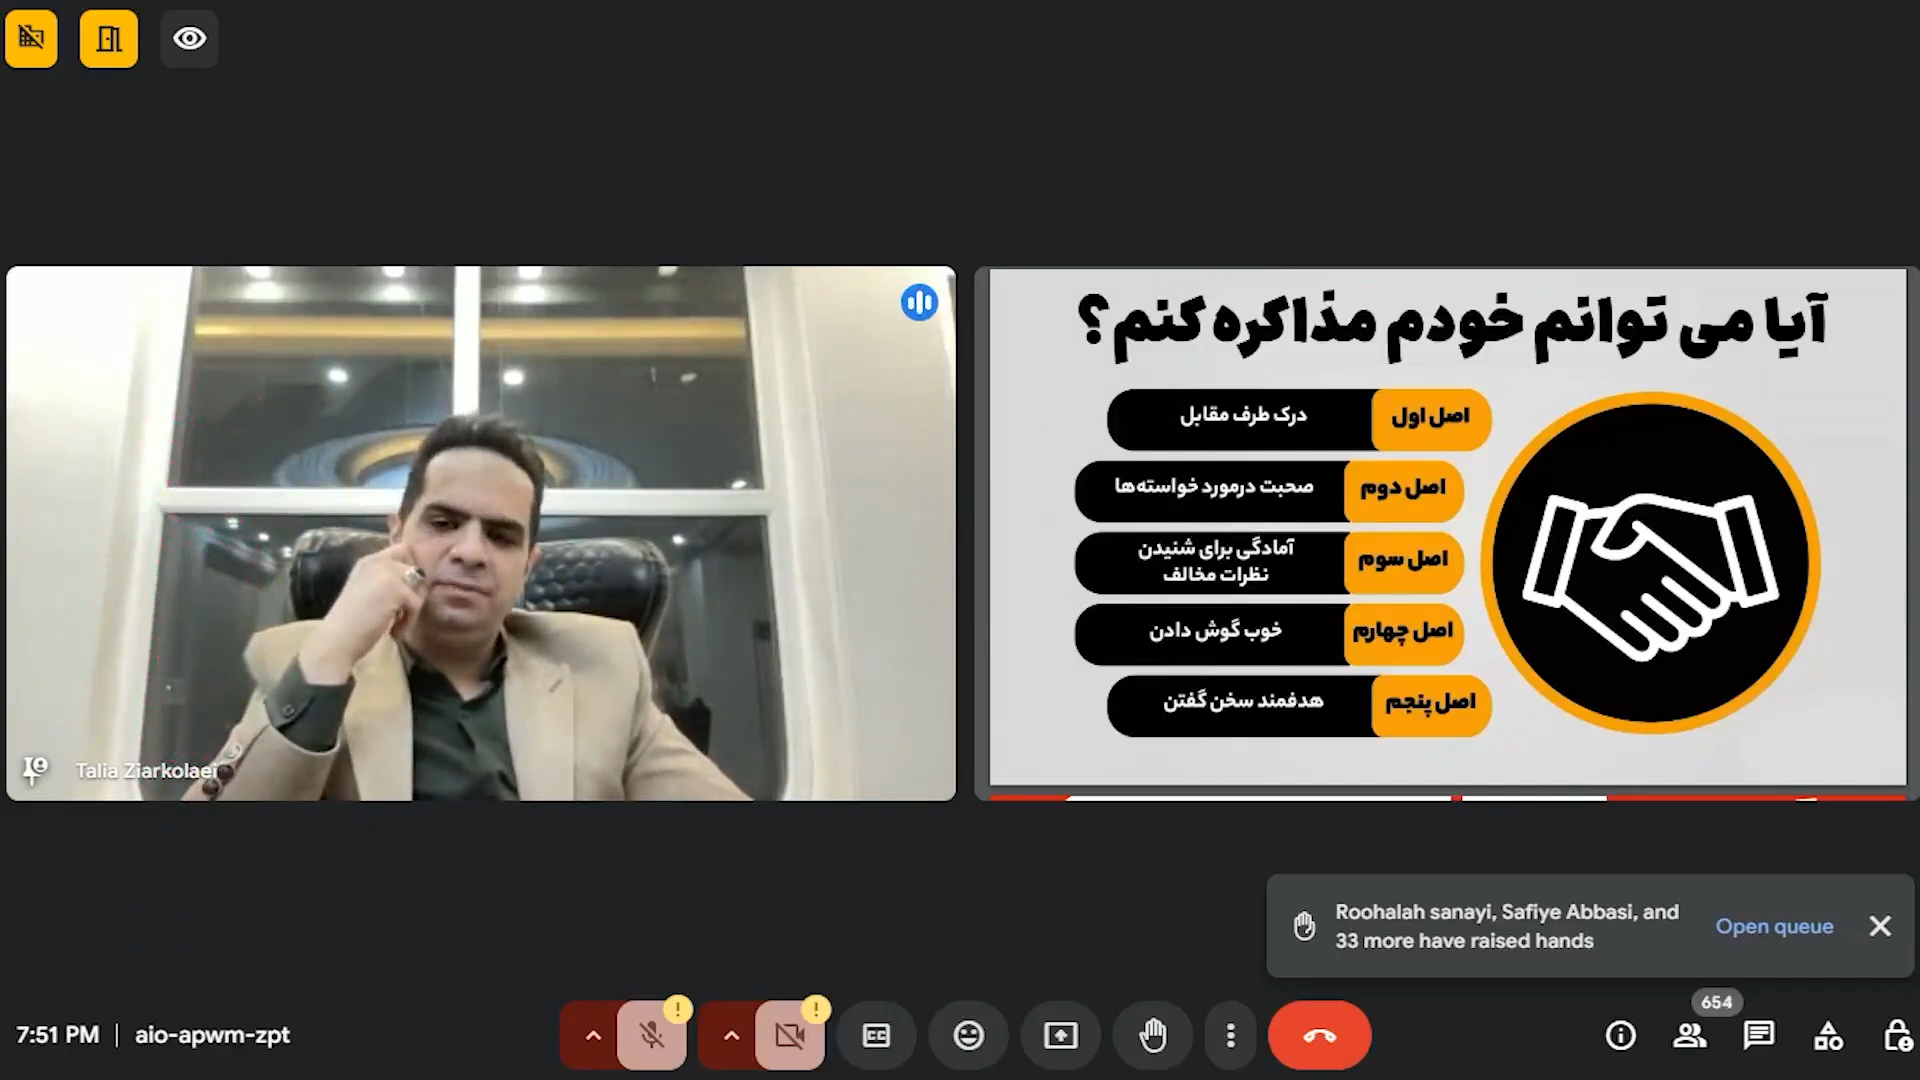 Talia Ziarkolaei
آیا می توانم خودم مذاکره کنم؟
اصل اول
درک طرف مقابل
اصل دوم
صحبت درمورد خواسته‌ها
اصل سوم
آمادگی برای شنیدن
نظرات مخالف
اصل چهارم
خوب گوش دادن
اصل پنجم
هدفمند سخن گفتن
Roohalah sanayi, Safiye Abbasi, and
33 more have raised hands
Open queue
7:51 PM | aio-apwm-zpt
! !
CC
654